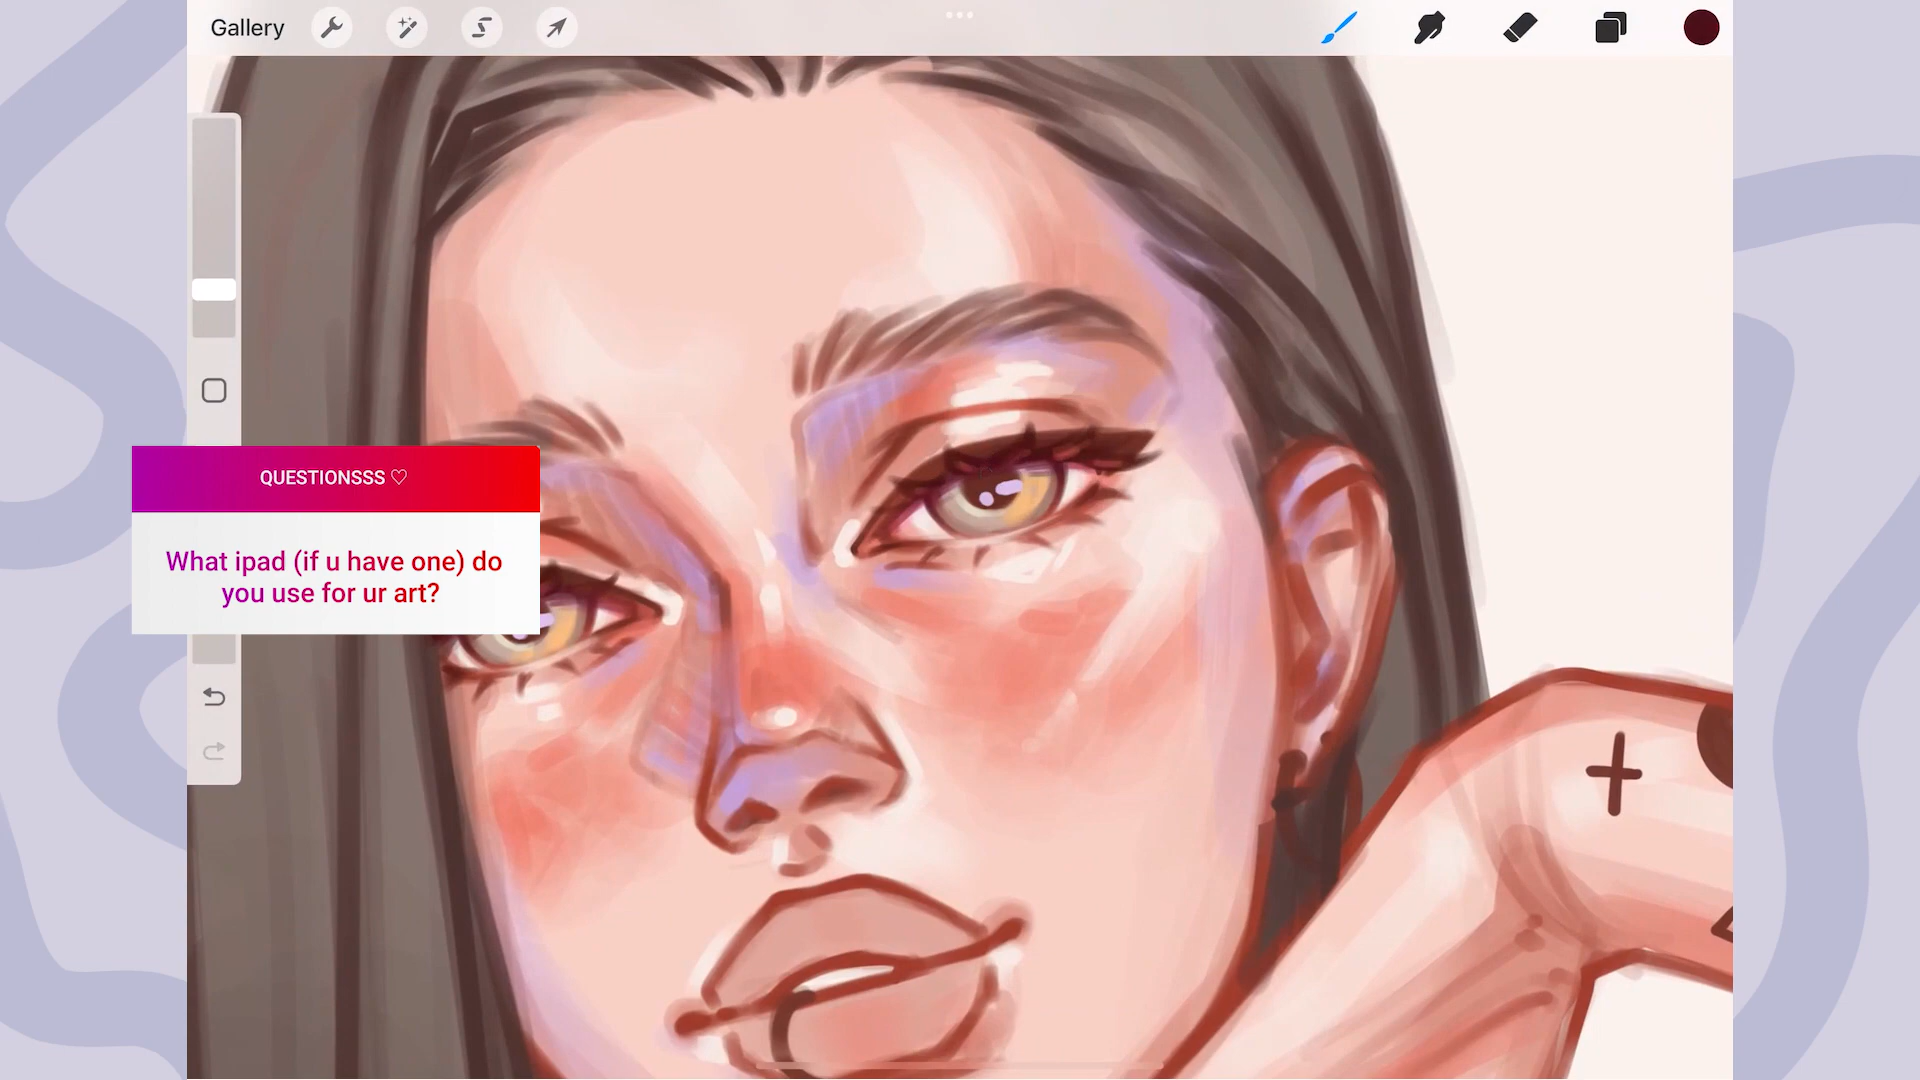 Gallery
QUESTIONSSS ♡
What ipad (if u have one) do
you use for ur art?